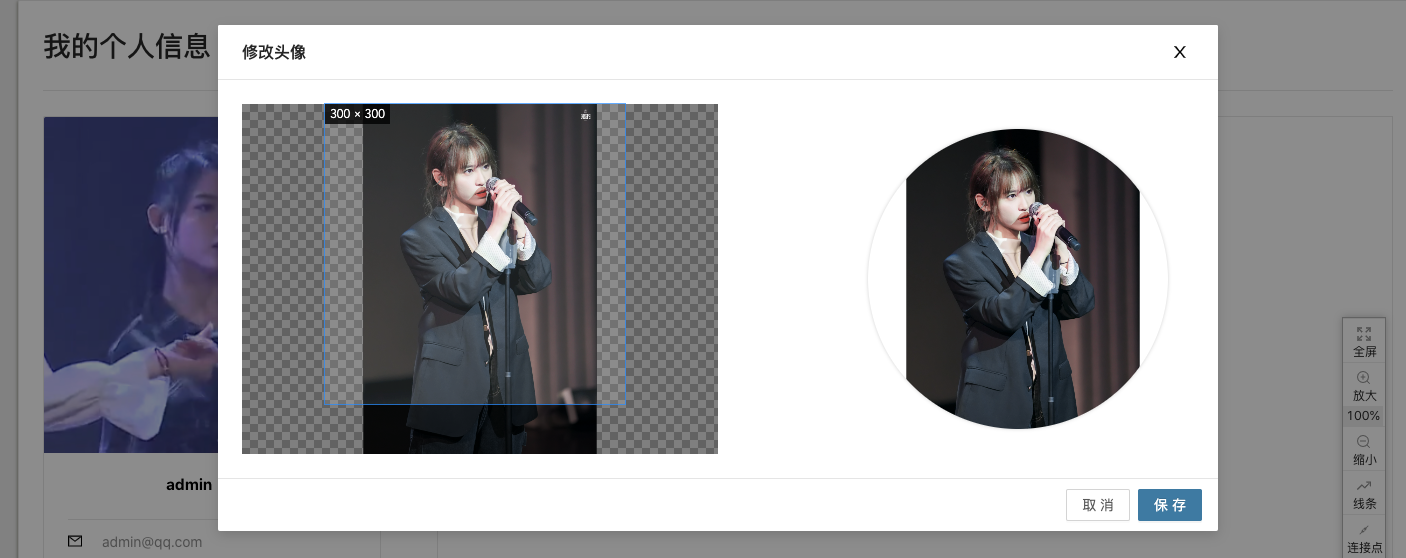 我的个人信息
修改头像
X
300 × 300
全屏
放大
100%
缩小
线条
连接点
admin
admin@qq.com
取 消
保 存